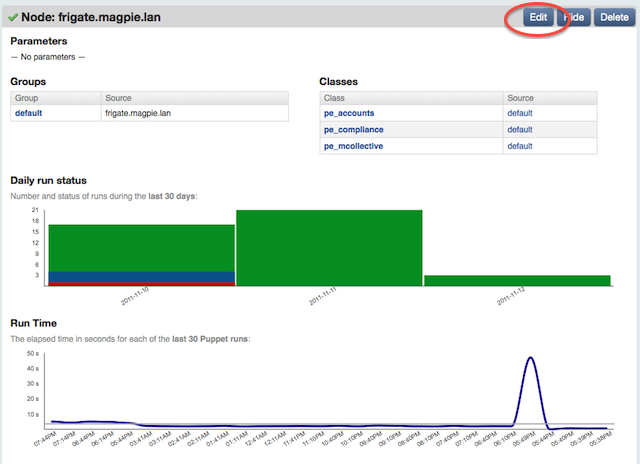 Node: frigate.magpie.lan
Edit Hide Delete
Parameters
— No parameters —
Groups
Group Source
default frigate.magpie.lan
Classes
Class Source
pe_accounts default
pe_compliance default
pe_mcollective default
Daily run status
Number and status of runs during the last 30 days:
21
18
15
12
9
6
3
2011-11-10 2011-11-11 2011-11-12
Run Time
The elapsed time in seconds for each of the last 30 Puppet runs:
50 s
40 s
30 s
20 s
10 s
07:44PM 07:14PM 06:44PM 06:14PM 05:44PM 03:41AM 03:11AM 02:41AM 02:11AM 01:41AM 01:11AM 12:41AM 12:11AM 11:41PM 11:10PM 10:40PM 10:10PM 09:40PM 09:10PM 08:40PM 08:10PM 07:40PM 07:10PM 06:40PM 06:10PM 05:49PM 05:44PM 05:40PM 05:39PM 05:38PM